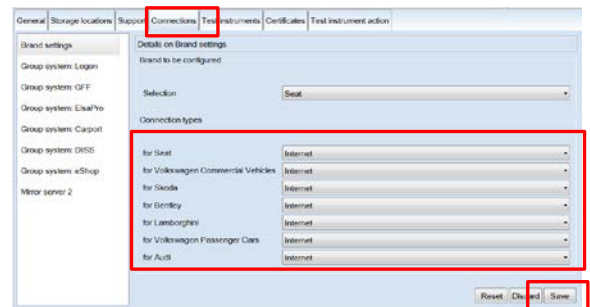 General Storage locations Support Connections Test instruments Certificates Test instrument action
Brand settings
Group system: Logon
Group system: GFF
Group system: ElsaPro
Group system: Carport
Group system: DISS
Group system: eShop
Mirror server 2
Details on Brand settings
Brand to be configured
Selection Seat
Connection types
for Seat Internet
for Volkswagen Commercial Vehicles Internet
for Skoda Internet
for Bentley Internet
for Lamborghini Internet
for Volkswagen Passenger Cars Internet
for Audi Internet
Reset Discard Save